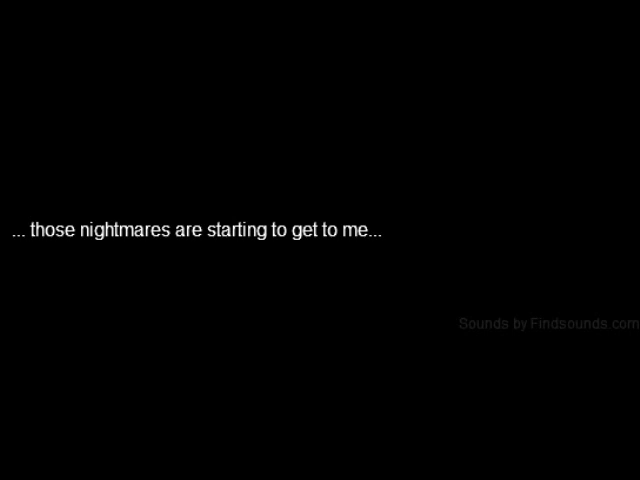 ... those nightmares are starting to get to me...
Sounds by Findsounds.com